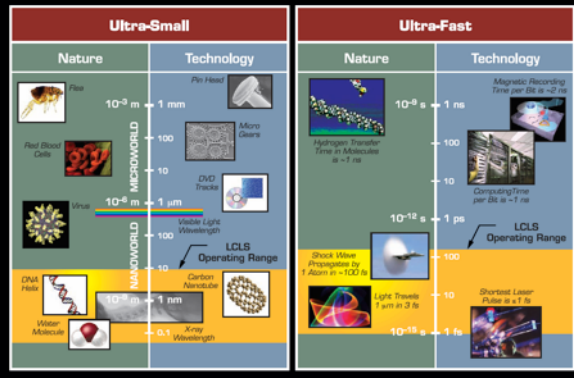 Ultra-Small
Nature
Technology
Flea
Pin Head
10⁻³ m
1 mm
Red Blood
Cells
Micro
Gears
MICROWORLD
100
10
DVD
Tracks
Virus
10⁻⁶ m
1 μm
Visible Light
Wavelength
NANOWORLD
100
LCLS
Operating Range
10
DNA
Helix
Carbon
Nanotube
10⁻⁹ m
1 nm
Water
Molecule
X-ray
Wavelength
0.1
Ultra-Fast
Nature
Technology
Magnetic Recording
Time per Bit is ~2 ns
10⁻⁹ s
1 ns
Hydrogen Transfer
Time in Molecules
is ~1 ns
100
Computing Time
per Bit is ~1 ns
10
10⁻¹² s
1 ps
LCLS
Operating Range
Shock Wave
Propagates by
1 Atom in ~100 fs
100
Light Travels
1 μm in 3 fs
10
Shortest Laser
Pulse is ±1 fs
10⁻¹⁵ s
1 fs